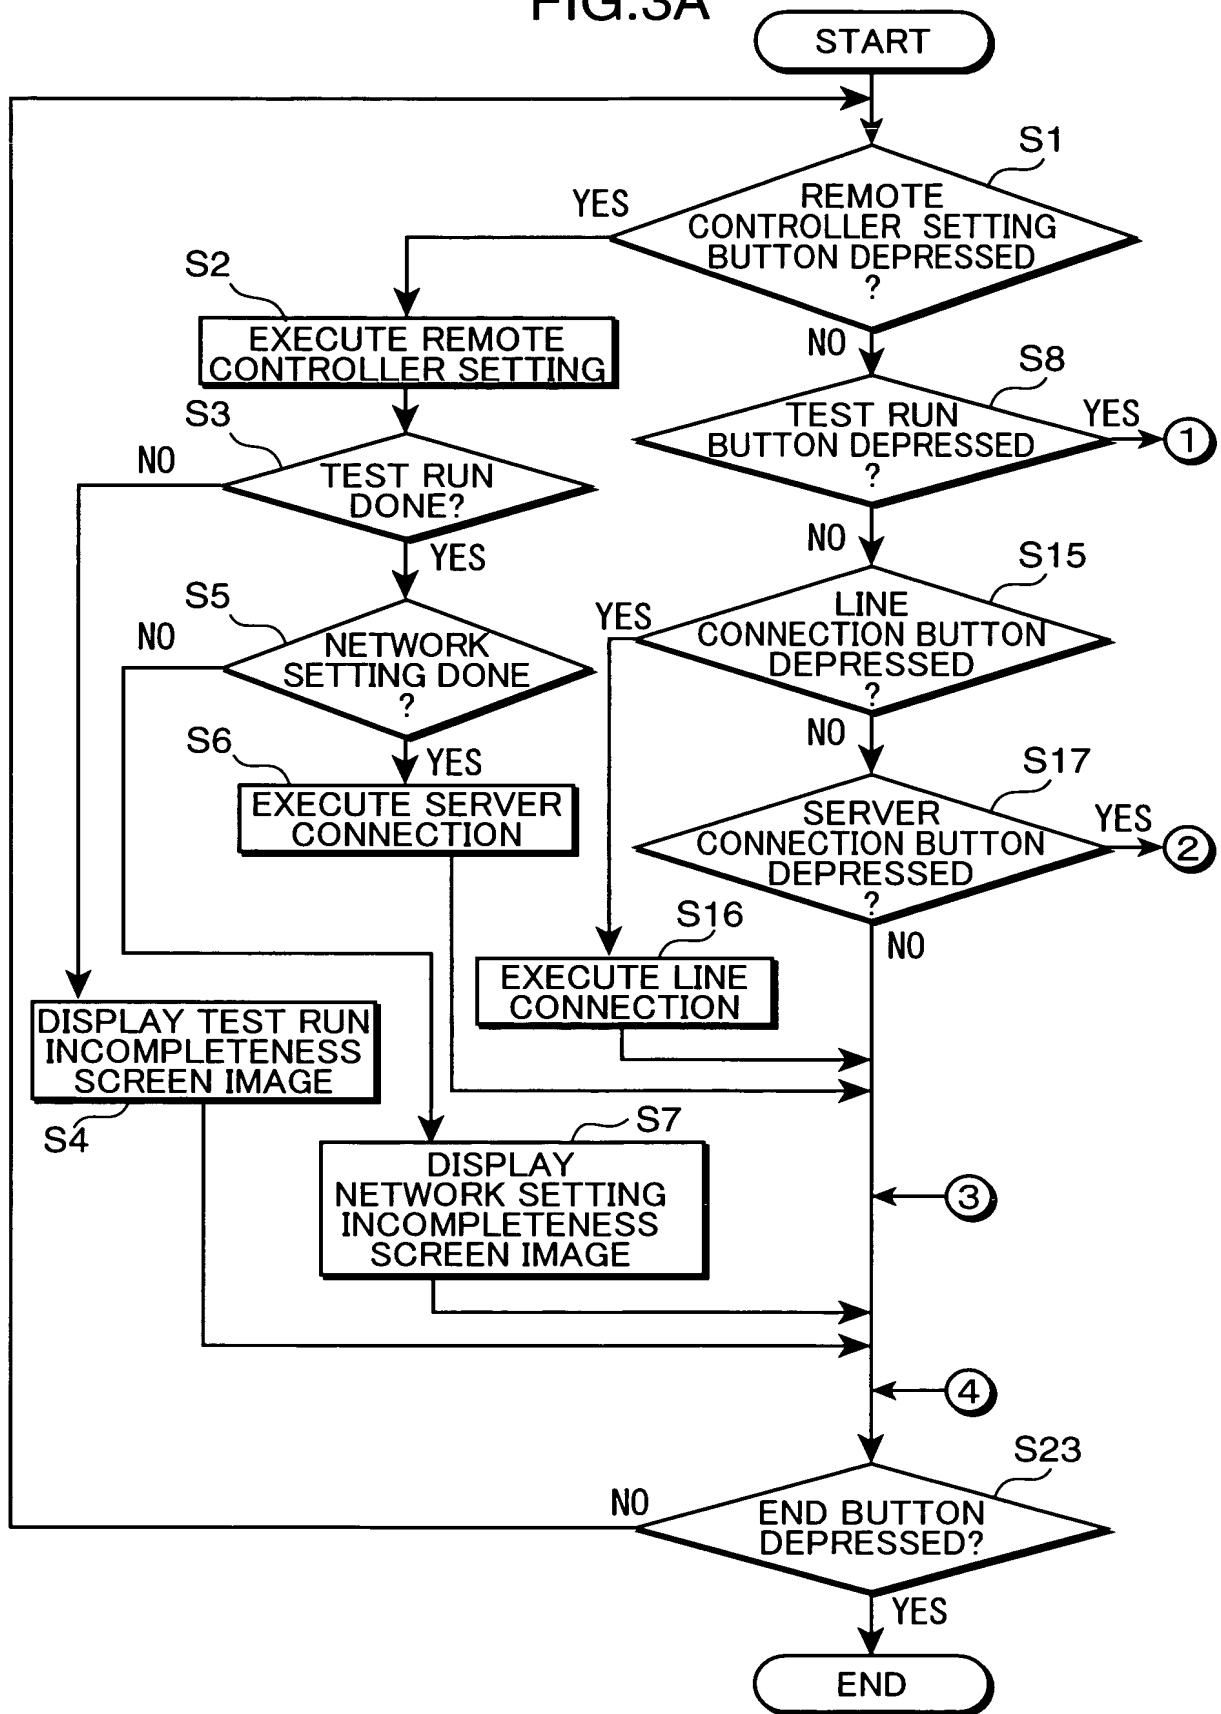 FIG.3A
START
S1
REMOTE
CONTROLLER SETTING
BUTTON DEPRESSED
?
YES
NO
S2
EXECUTE REMOTE
CONTROLLER SETTING
S3
TEST RUN
DONE?
NO
YES
S8
TEST RUN
BUTTON DEPRESSED
?
YES
1
NO
S5
NETWORK
SETTING DONE
?
NO
YES
S15
LINE
CONNECTION BUTTON
DEPRESSED
?
YES
NO
S6
EXECUTE SERVER
CONNECTION
S17
SERVER
CONNECTION BUTTON
DEPRESSED
?
YES
2
NO
S16
EXECUTE LINE
CONNECTION
DISPLAY TEST RUN
INCOMPLETENESS
SCREEN IMAGE
S4
S7
DISPLAY
NETWORK SETTING
INCOMPLETENESS
SCREEN IMAGE
3
4
S23
END BUTTON
DEPRESSED?
NO
YES
END